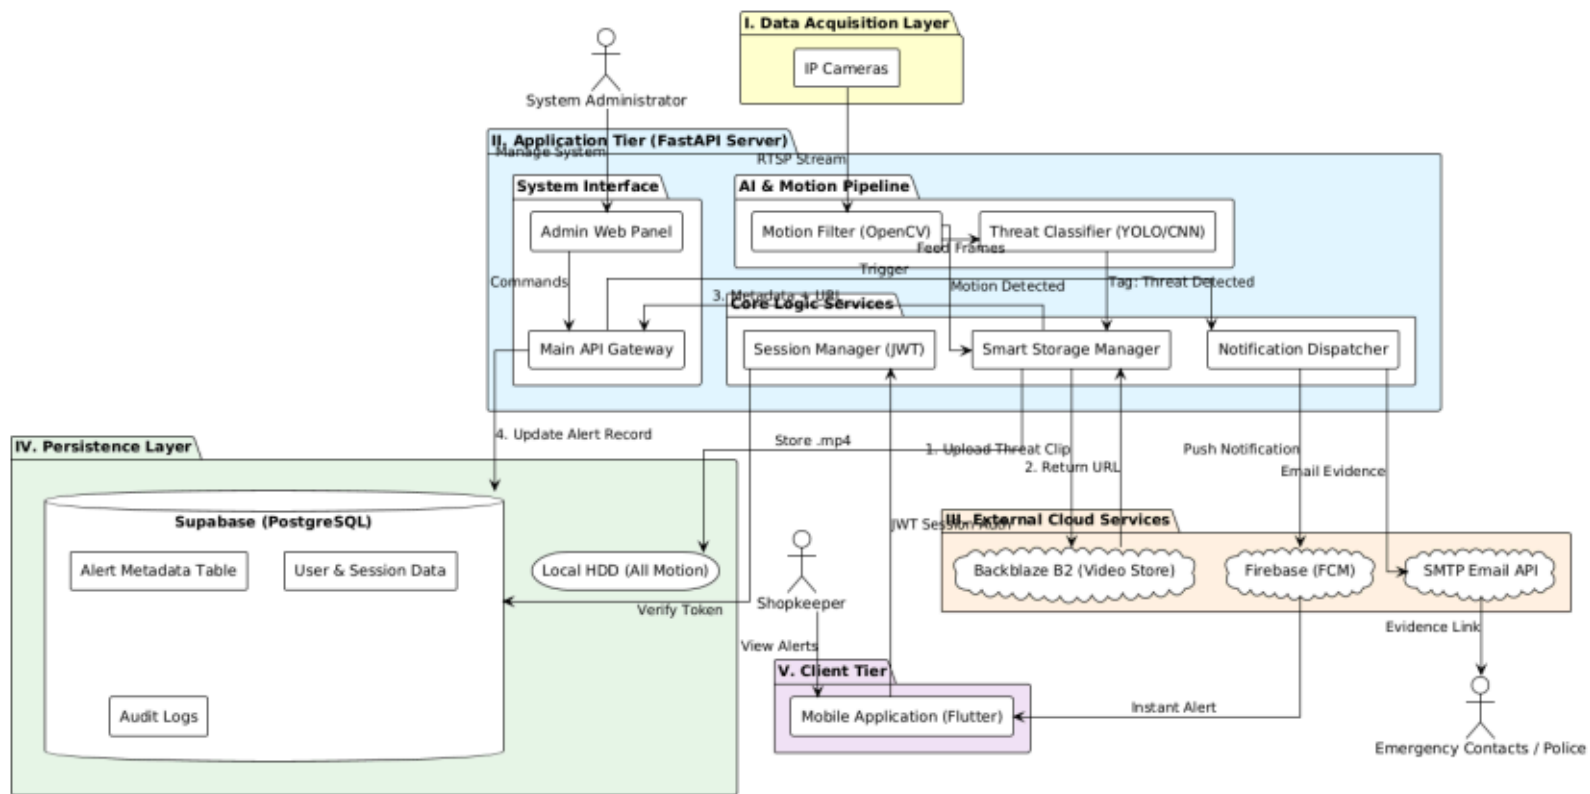 I. Data Acquisition Layer
IP Cameras
System Administrator
II. Application Tier (FastAPI Server)
Manage System
RTSP Stream
System Interface
AI & Motion Pipeline
Admin Web Panel
Motion Filter (OpenCV)
Threat Classifier (YOLO/CNN)
Feed Frames
Trigger
Commands
Motion Detected
Tag: Threat Detected
3. Metadata + URL
Core Logic Services
Main API Gateway
Session Manager (JWT)
Smart Storage Manager
Notification Dispatcher
4. Update Alert Record
Store .mp4
1. Upload Threat Clip
2. Return URL
Push Notification
Email Evidence
IV. Persistence Layer
Supabase (PostgreSQL)
Alert Metadata Table
User & Session Data
Local HDD (All Motion)
Audit Logs
Verify Token
JWT Session Auth
III. External Cloud Services
Backblaze B2 (Video Store)
Firebase (FCM)
SMTP Email API
Shopkeeper
View Alerts
V. Client Tier
Mobile Application (Flutter)
Instant Alert
Evidence Link
Emergency Contacts / Police